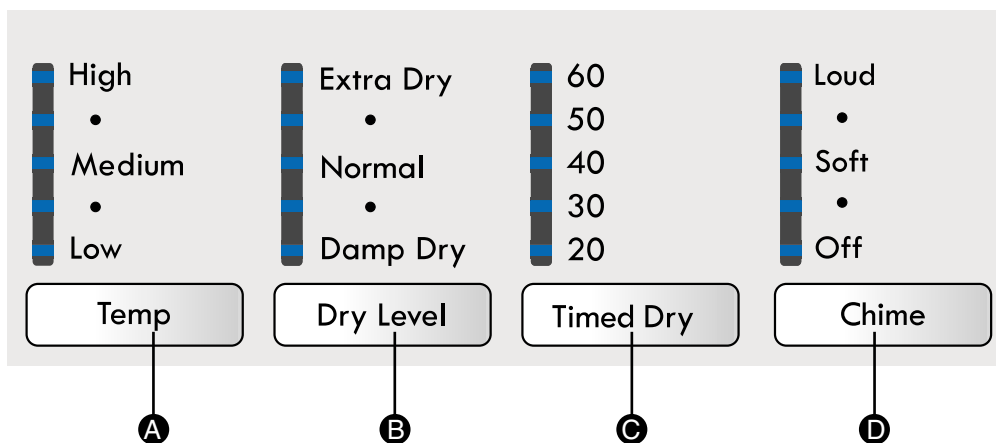 High
•
Medium
•
Low
Temp
A
Extra Dry
•
Normal
•
Damp Dry
Dry Level
B
60
50
40
30
20
Timed Dry
C
Loud
•
Soft
•
Off
Chime
D